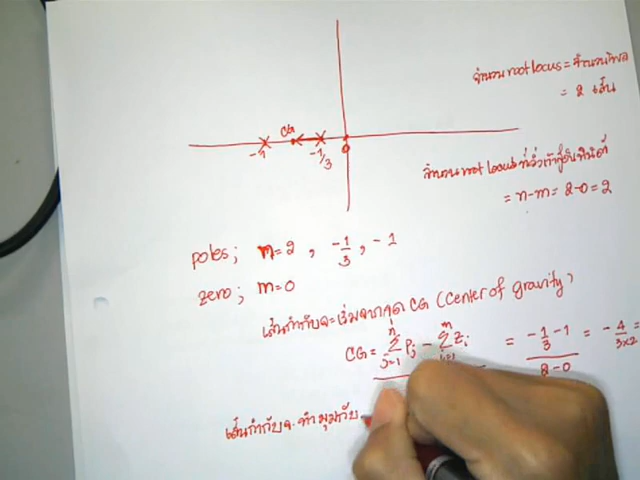 จำนวน root locus = จำนวนโพล
= 2 เส้น
CG
-1
-1/3
0
จำนวน root locus ที่วิ่งเข้าสู่อินฟินิตี้
= n-m = 2-0 = 2
poles; n=2 , -1/3 , -1
zero; m=0
เส้นกำกับจะเริ่มจากจุด CG (Center of gravity)
CG = Σ Pj - Σ Zi = (-1/3 -1)/(2-0) = -4/(3x2) =
เส้นกำกับจะทำมุมกับ